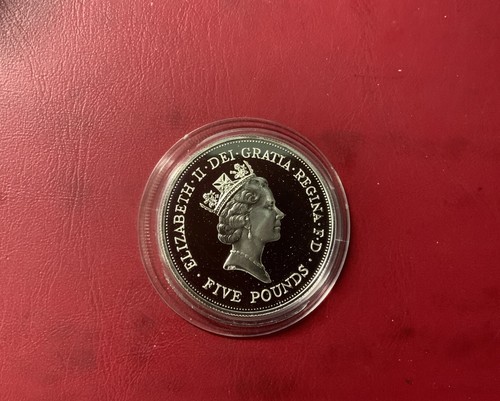 ELIZABETH·II·DEI·GRATIA·REGINA·F·D·
FIVE POUNDS·